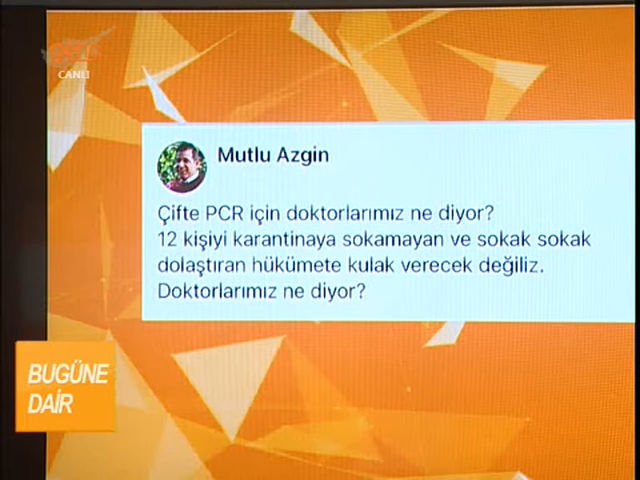 CANLI
Mutlu Azgin
Çifte PCR için doktorlarımız ne diyor?
12 kişiyi karantinaya sokamayan ve sokak sokak
dolaştıran hükümete kulak verecek değiliz.
Doktorlarımız ne diyor?
BUGÜNE
DAİR